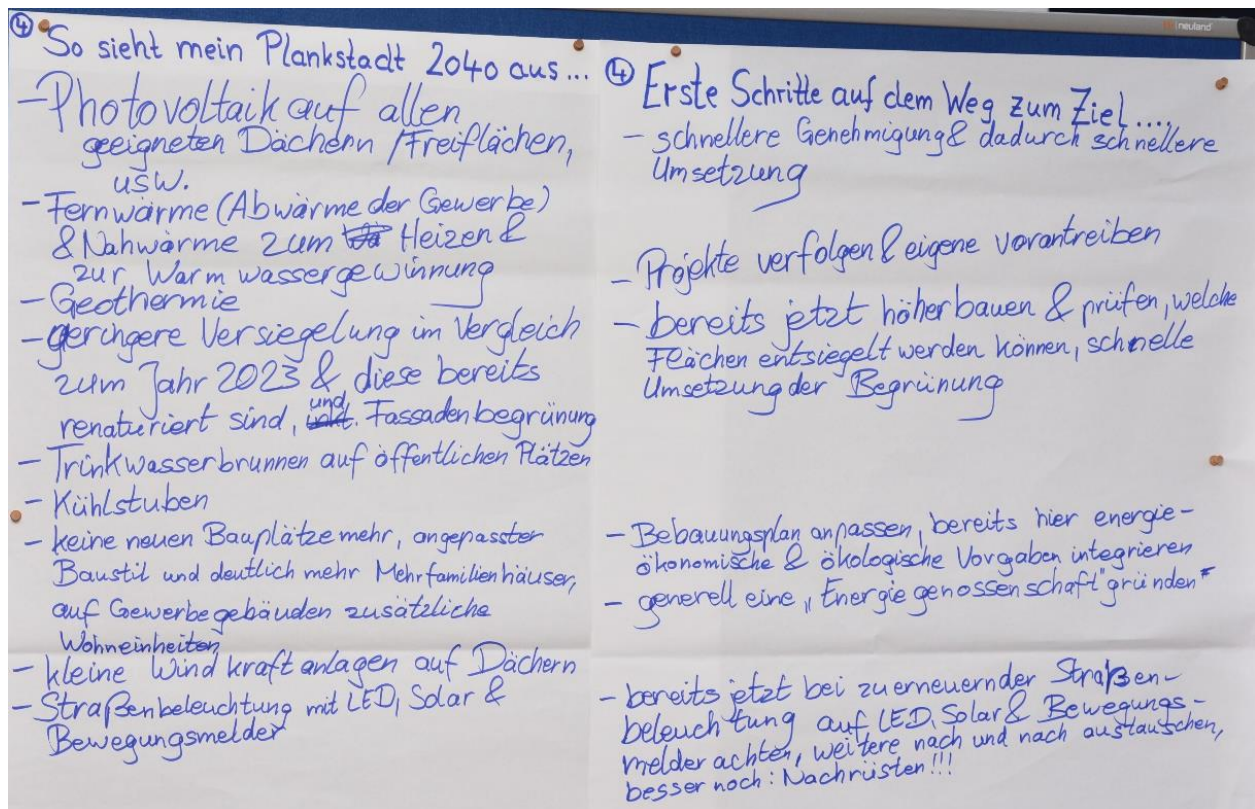 ④ So sieht mein Plankstadt 2040 aus...
- Photovoltaik auf allen
geeigneten Dächern / Freiflächen,
usw.
- Fernwärme (Abwärme der Gewerbe)
& Nahwärme zum Heizen &
zur Warmwassergewinnung
- Geothermie
- geringere Versiegelung im Vergleich
zum Jahr 2023 & diese bereits
renaturiert sind, und Fassadenbegrünung
- Trinkwasserbrunnen auf öffentlichen Plätzen
- Kühlstuben
- keine neuen Bauplätze mehr, angepasster
Baustil und deutlich mehr Mehrfamilienhäuser,
auf Gewerbegebäuden zusätzliche
Wohneinheiten
- kleine Windkraftanlagen auf Dächern
- Straßenbeleuchtung mit LED, Solar &
Bewegungsmelder
neuland
④ Erste Schritte auf dem Weg zum Ziel....
- schnellere Genehmigung & dadurch schnellere
Umsetzung
- Projekte verfolgen & eigene vorantreiben
- bereits jetzt höher bauen & prüfen, welche
Flächen entsiegelt werden können, schnelle
Umsetzung der Begrünung
- Bebauungsplan anpassen, bereits hier energie-
ökonomische & ökologische Vorgaben integrieren
- generell eine „Energiegenossenschaft" gründen
- bereits jetzt bei zu erneuernder Straßen-
beleuchtung auf LED, Solar & Bewegungs-
melder achten, weitere nach und nach austauschen,
besser noch: Nachrüsten!!!